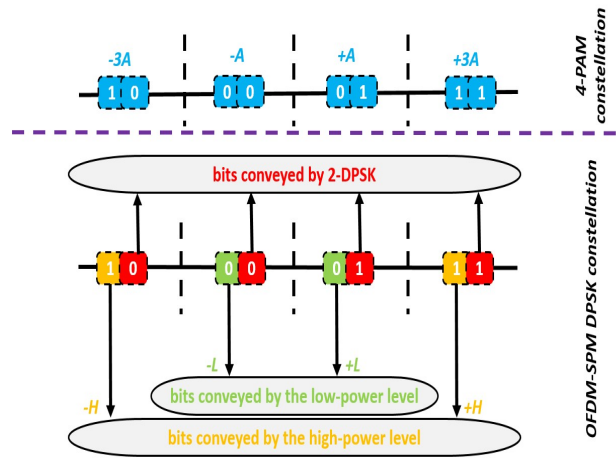 -3A -A +A +3A
1 0 0 0 0 1 1 1
4-PAM
constellation
bits conveyed by 2-DPSK
1 0 0 0 0 1 1 1
-L +L
bits conveyed by the low-power level
-H +H
bits conveyed by the high-power level
OFDM-SPM DPSK constellation